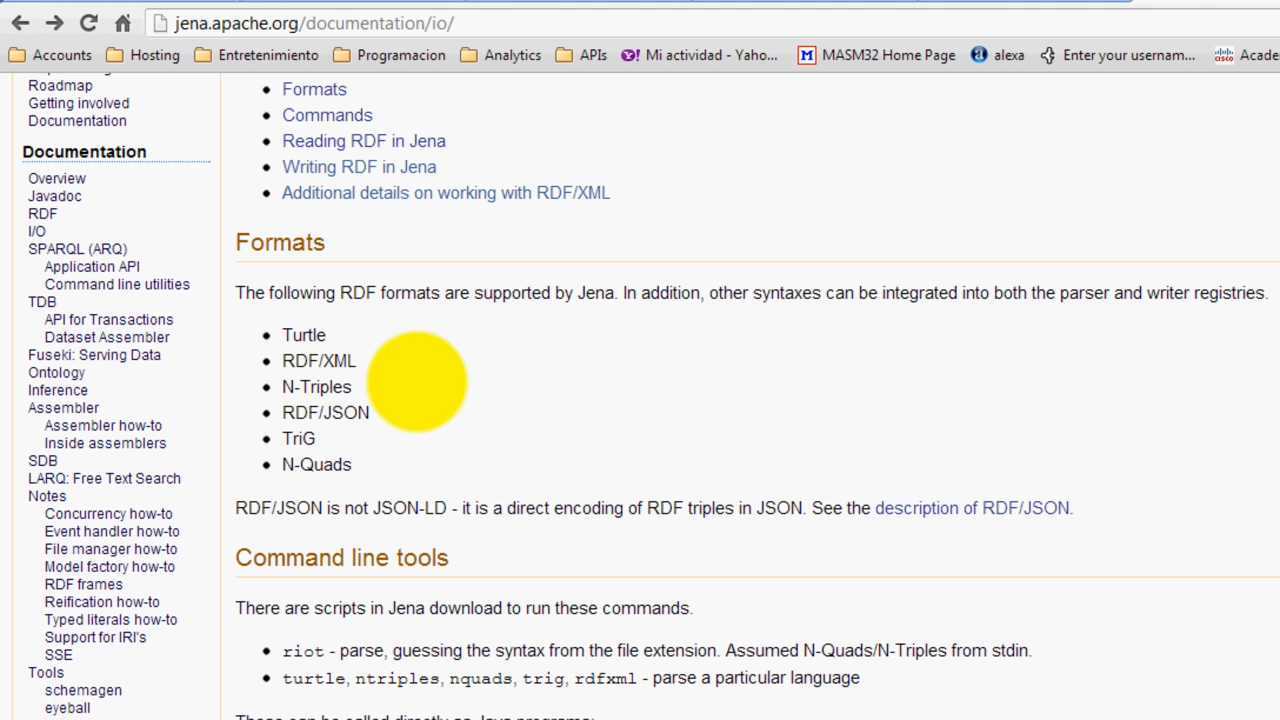 jena.apache.org/documentation/io/
Accounts Hosting Entretenimiento Programacion Analytics APIs Mi actividad - Yaho... MASM32 Home Page alexa Enter your usernam... Acade
Roadmap
Getting involved
Documentation
Documentation
Overview
Javadoc
RDF
I/O
SPARQL (ARQ)
Application API
Command line utilities
TDB
API for Transactions
Dataset Assembler
Fuseki: Serving Data
Ontology
Inference
Assembler
Assembler how-to
Inside assemblers
SDB
LARQ: Free Text Search
Notes
Concurrency how-to
Event handler how-to
File manager how-to
Model factory how-to
RDF frames
Reification how-to
Typed literals how-to
Support for IRI's
SSE
Tools
schemagen
eyeball
Formats
Commands
Reading RDF in Jena
Writing RDF in Jena
Additional details on working with RDF/XML
Formats
The following RDF formats are supported by Jena. In addition, other syntaxes can be integrated into both the parser and writer registries.
Turtle
RDF/XML
N-Triples
RDF/JSON
TriG
N-Quads
RDF/JSON is not JSON-LD - it is a direct encoding of RDF triples in JSON. See the description of RDF/JSON.
Command line tools
There are scripts in Jena download to run these commands.
riot - parse, guessing the syntax from the file extension. Assumed N-Quads/N-Triples from stdin.
turtle, ntriples, nquads, trig, rdfxml - parse a particular language